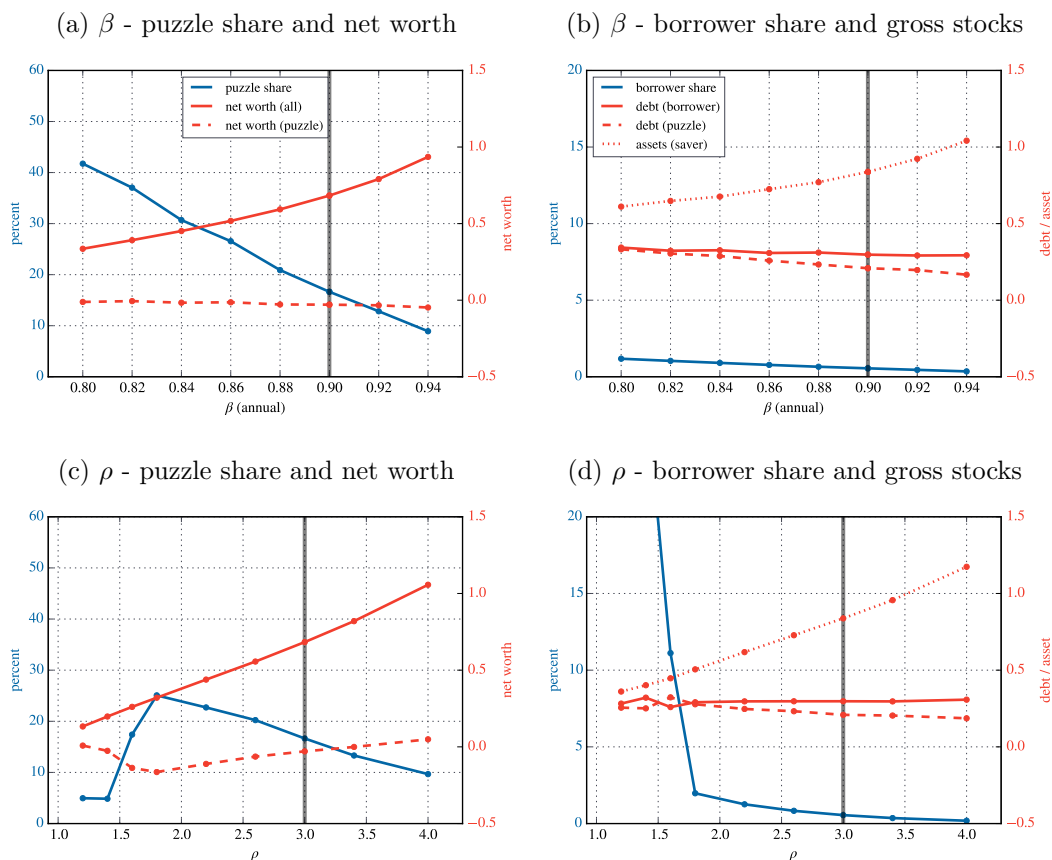 (a) β - puzzle share and net worth
60
50
40
30
20
10
0
percent
puzzle share
net worth (all)
net worth (puzzle)
1.5
1.0
0.5
0.0
−0.5
net worth
0.80 0.82 0.84 0.86 0.88 0.90 0.92 0.94
β (annual)
(b) β - borrower share and gross stocks
20
15
10
5
0
percent
borrower share
debt (borrower)
debt (puzzle)
assets (saver)
1.5
1.0
0.5
0.0
−0.5
debt / asset
0.80 0.82 0.84 0.86 0.88 0.90 0.92 0.94
β (annual)
(c) ρ - puzzle share and net worth
60
50
40
30
20
10
0
percent
1.5
1.0
0.5
0.0
−0.5
net worth
1.0 1.5 2.0 2.5 3.0 3.5 4.0
ρ
(d) ρ - borrower share and gross stocks
20
15
10
5
0
percent
1.5
1.0
0.5
0.0
−0.5
debt / asset
1.0 1.5 2.0 2.5 3.0 3.5 4.0
ρ